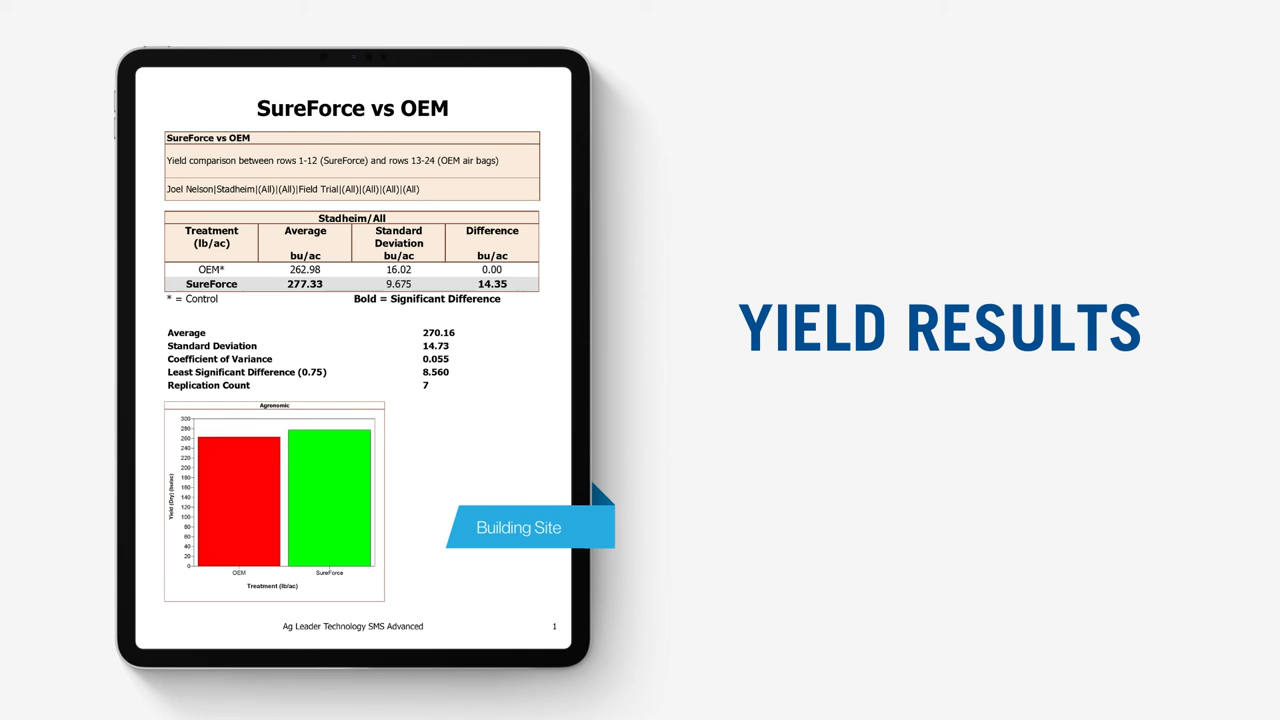 SureForce vs OEM
SureForce vs OEM
Yield comparison between rows 1-12 (SureForce) and rows 13-24 (OEM air bags)
Joel Nelson|Stadheim|(All)|(All)|Field Trial|(All)|(All)|(All)|(All)
Stadheim/All
Treatment (lb/ac) Average bu/ac Standard Deviation bu/ac Difference bu/ac
OEM* 262.98 16.02 0.00
SureForce 277.33 9.675 14.35
* = Control Bold = Significant Difference
Average 270.16
Standard Deviation 14.73
Coefficient of Variance 0.055
Least Significant Difference (0.75) 8.560
Replication Count 7
Agronomic
Yield (Dry) (bu/ac)
300
280
260
240
220
200
180
160
140
120
100
80
60
40
20
0
OEM SureForce
Treatment (lb/ac)
Building Site
Ag Leader Technology SMS Advanced 1
YIELD RESULTS